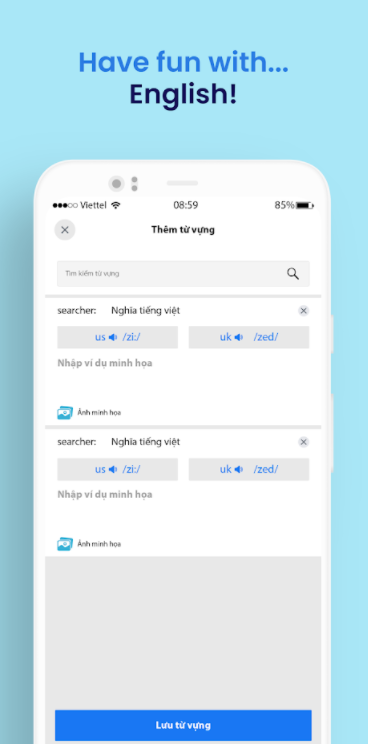 Have fun with...
English!
Viettel 08:59 85%
Thêm từ vựng
Tìm kiếm từ vựng
searcher: Nghĩa tiếng việt
us /zi:/ uk /zed/
Nhập ví dụ minh họa
Ảnh minh họa
searcher: Nghĩa tiếng việt
us /zi:/ uk /zed/
Nhập ví dụ minh họa
Ảnh minh họa
Lưu từ vựng